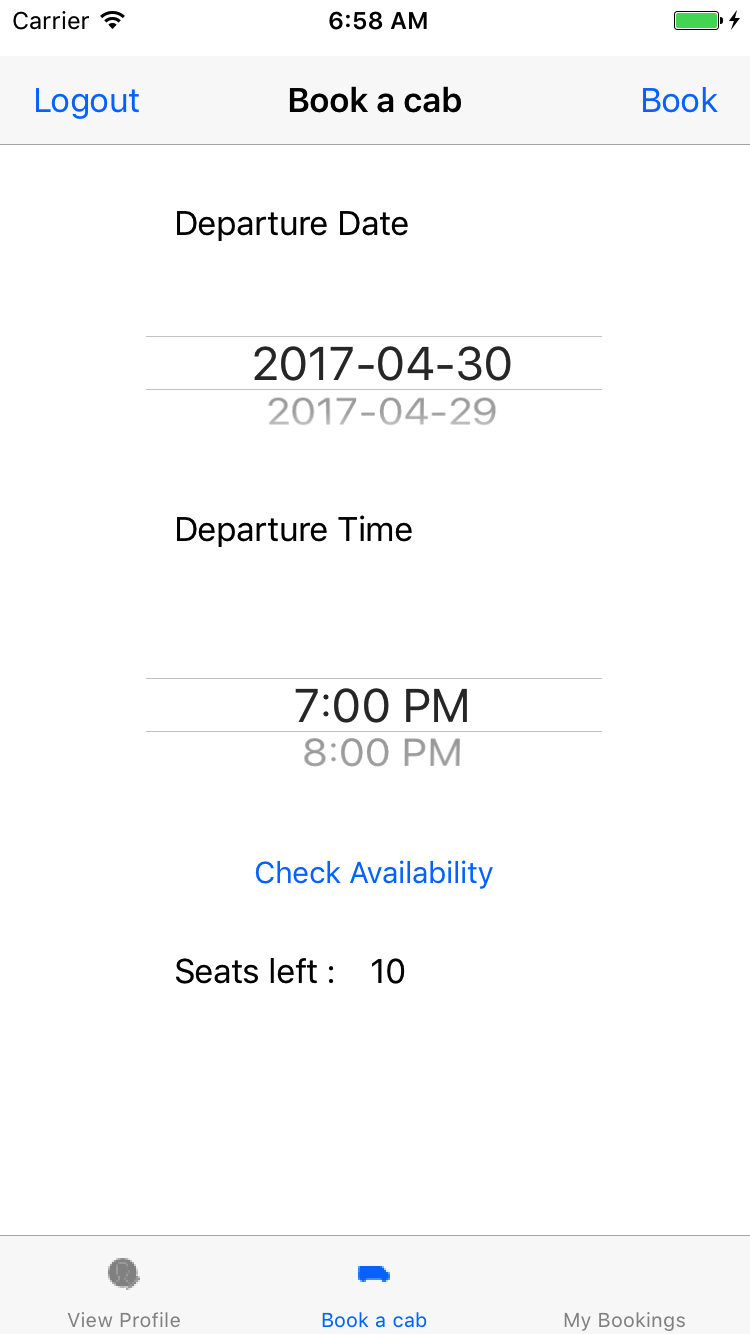 Carrier 6:58 AM
Logout Book a cab Book
Departure Date
2017-04-30
2017-04-29
Departure Time
7:00 PM
8:00 PM
Check Availability
Seats left : 10
View Profile Book a cab My Bookings